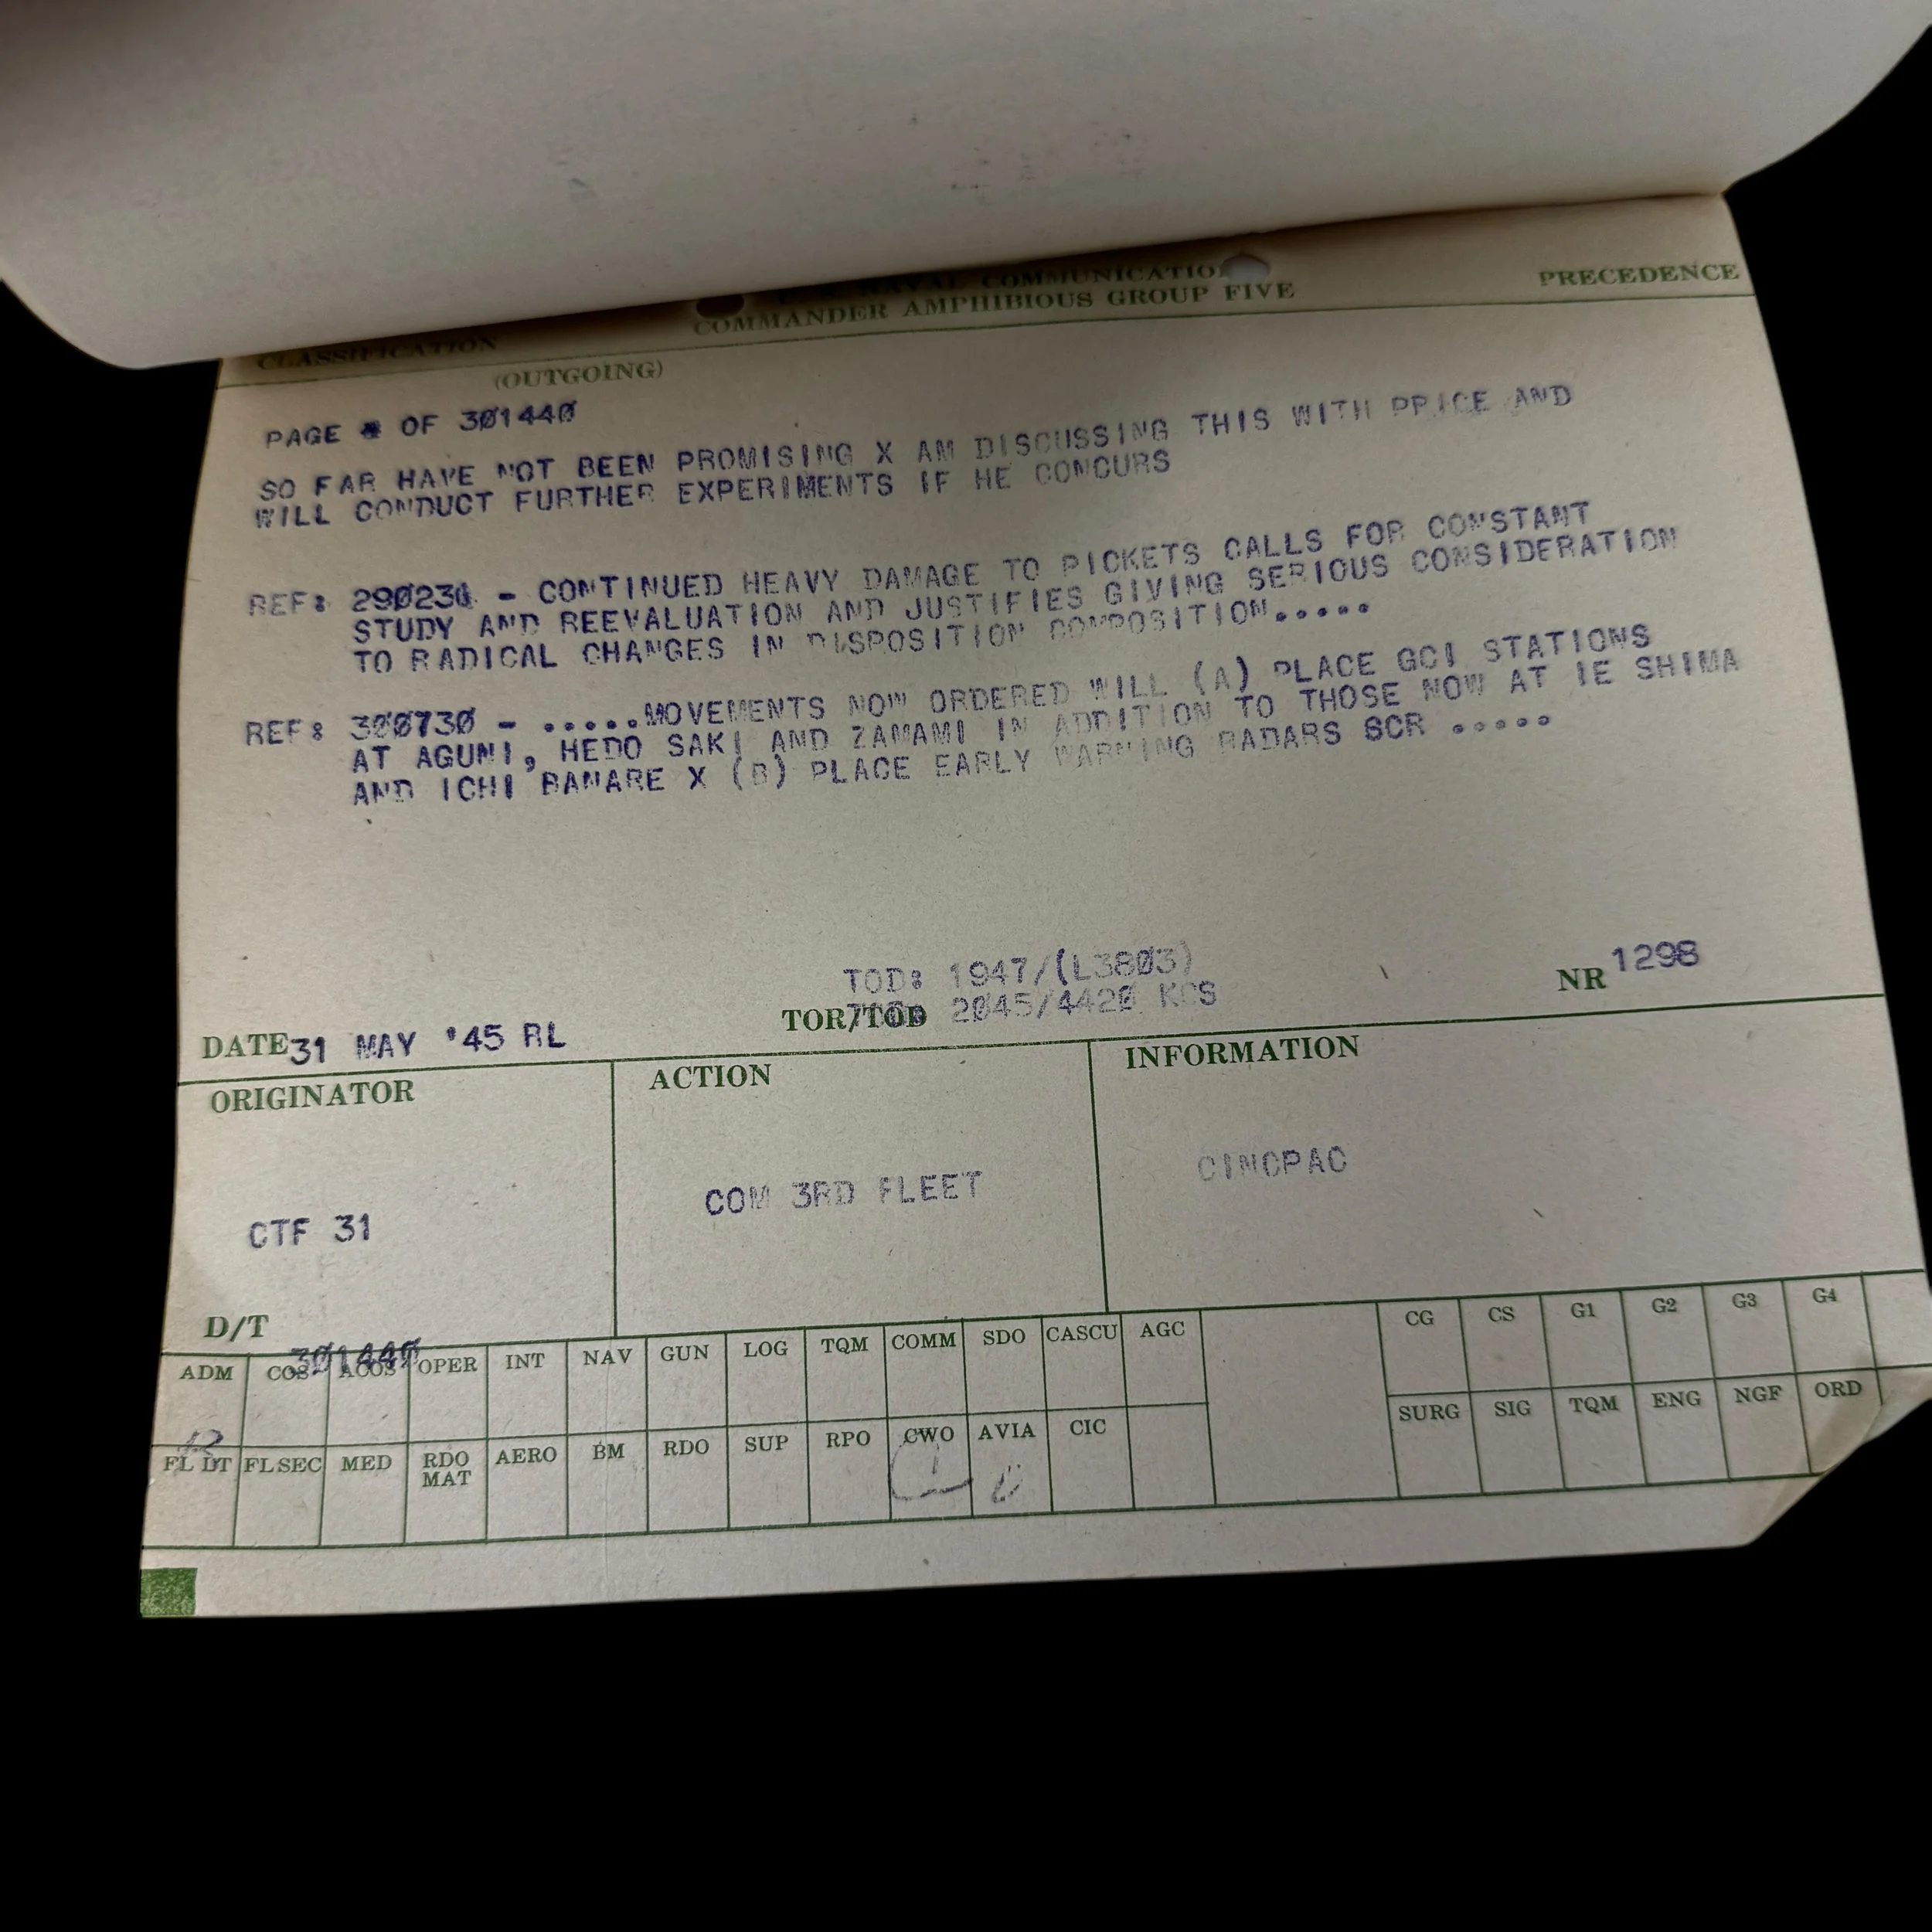 NAVAL COMMUNICATION
COMMANDER AMPHIBIOUS GROUP FIVE
PRECEDENCE
CLASSIFICATION
(OUTGOING)
PAGE OF 3Ø144Ø
SO FAR HAVE NOT BEEN PROMISING X AM DISCUSSING THIS WITH PRICE AND
WILL CONDUCT FURTHER EXPERIMENTS IF HE CONCURS
REF: 29Ø23 - CONTINUED HEAVY DAMAGE TO PICKETS CALLS FOR CONSTANT
STUDY AND REEVALUATION AND JUSTIFIES GIVING SERIOUS CONSIDERATION
TO RADICAL CHANGES IN DISPOSITION COMPOSITION.....
REF: 3ØØ73Ø - .....MOVEMENTS NOW ORDERED WILL (A) PLACE GCI STATIONS
AT AGUNI, HEDO SAKI AND ZAMAMI IN ADDITION TO THOSE NOW AT IE SHIMA
AND ICHI BANARE X (B) PLACE EARLY WARNING RADARS SCR .....
TOD: 1947/(L38Ø3)
TOR/TOD 2Ø45/442Ø KCS
NR 1298
DATE 31 MAY '45 RL
ORIGINATOR
ACTION
INFORMATION
CTF 31
COM 3RD FLEET
CINCPAC
D/T
3Ø144Ø
ADM COS ACOS OPER INT NAV GUN LOG TQM COMM SDO CASCU AGC CG CS G1 G2 G3 G4
FL LT FLSEC MED RDO MAT AERO BM RDO SUP RPO CWO AVIA CIC SURG SIG TQM ENG NGF ORD